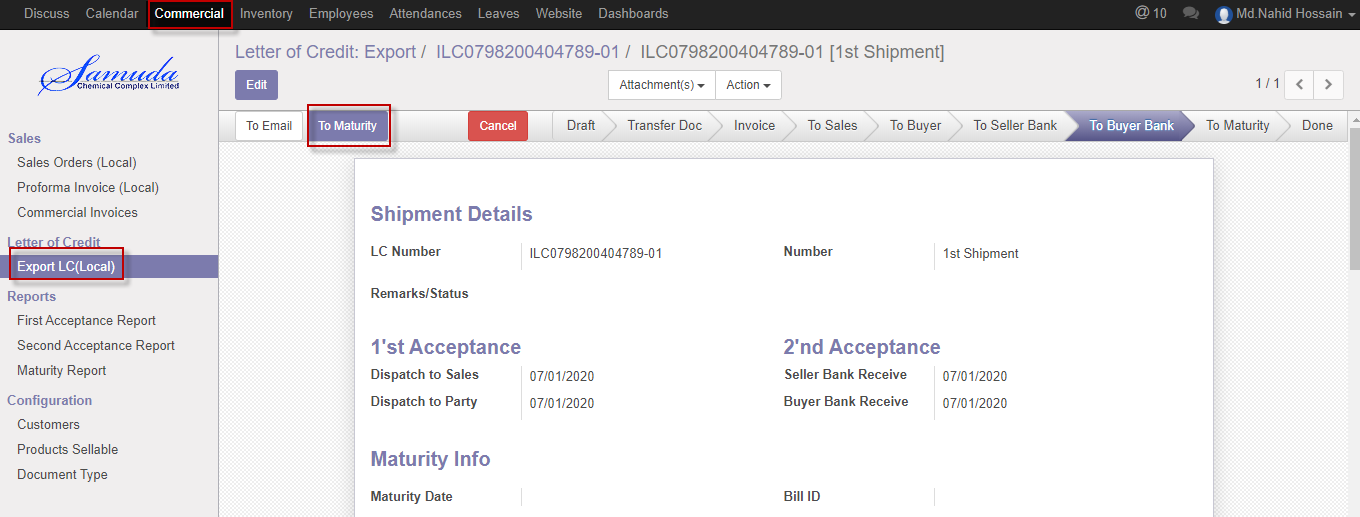 Discuss Calendar Commercial Inventory Employees Attendances Leaves Website Dashboards @ 10 Md.Nahid Hossain
Samuda
Chemical Complex Limited
Letter of Credit: Export / ILC0798200404789-01 / ILC0798200404789-01 [1st Shipment]
Edit Attachment(s) Action 1 / 1
To Email To Maturity Cancel Draft Transfer Doc Invoice To Sales To Buyer To Seller Bank To Buyer Bank To Maturity Done
Sales
Sales Orders (Local)
Proforma Invoice (Local)
Commercial Invoices
Letter of Credit
Export LC(Local)
Reports
First Acceptance Report
Second Acceptance Report
Maturity Report
Configuration
Customers
Products Sellable
Document Type
Shipment Details
LC Number ILC0798200404789-01 Number 1st Shipment
Remarks/Status
1'st Acceptance 2'nd Acceptance
Dispatch to Sales 07/01/2020 Seller Bank Receive 07/01/2020
Dispatch to Party 07/01/2020 Buyer Bank Receive 07/01/2020
Maturity Info
Maturity Date Bill ID